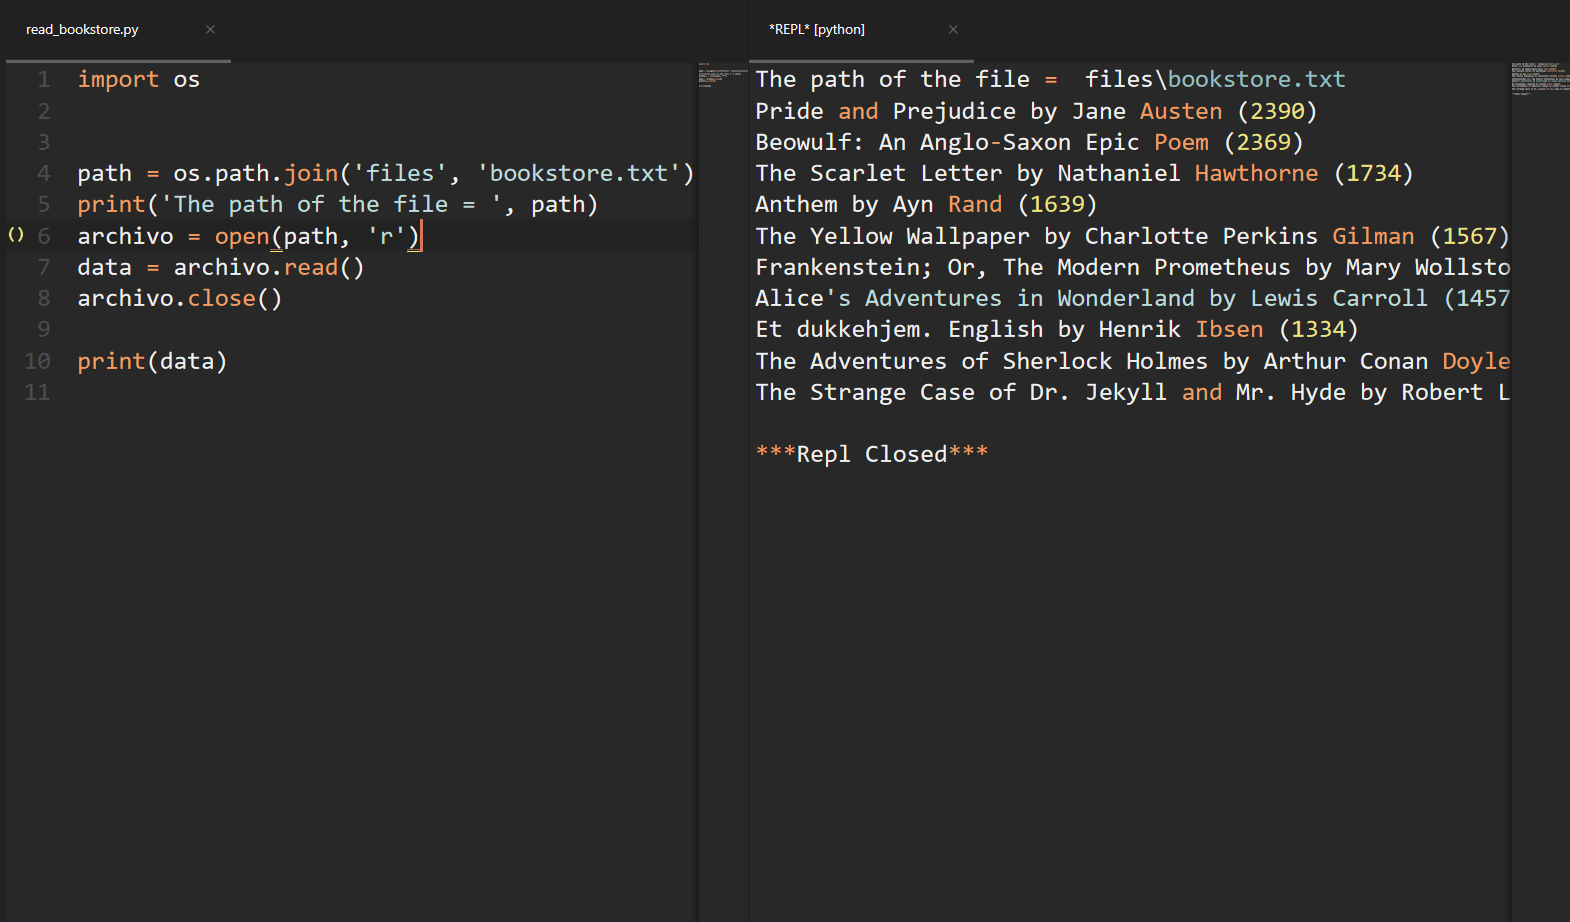 read_bookstore.py ×
1 import os
2
3
4 path = os.path.join('files', 'bookstore.txt')
5 print('The path of the file = ', path)
() 6 archivo = open(path, 'r')
7 data = archivo.read()
8 archivo.close()
9
10 print(data)
11
*REPL* [python] ×
The path of the file =  files\bookstore.txt
Pride and Prejudice by Jane Austen (2390)
Beowulf: An Anglo-Saxon Epic Poem (2369)
The Scarlet Letter by Nathaniel Hawthorne (1734)
Anthem by Ayn Rand (1639)
The Yellow Wallpaper by Charlotte Perkins Gilman (1567)
Frankenstein; Or, The Modern Prometheus by Mary Wollsto
Alice's Adventures in Wonderland by Lewis Carroll (1457
Et dukkehjem. English by Henrik Ibsen (1334)
The Adventures of Sherlock Holmes by Arthur Conan Doyle
The Strange Case of Dr. Jekyll and Mr. Hyde by Robert L
***Repl Closed***